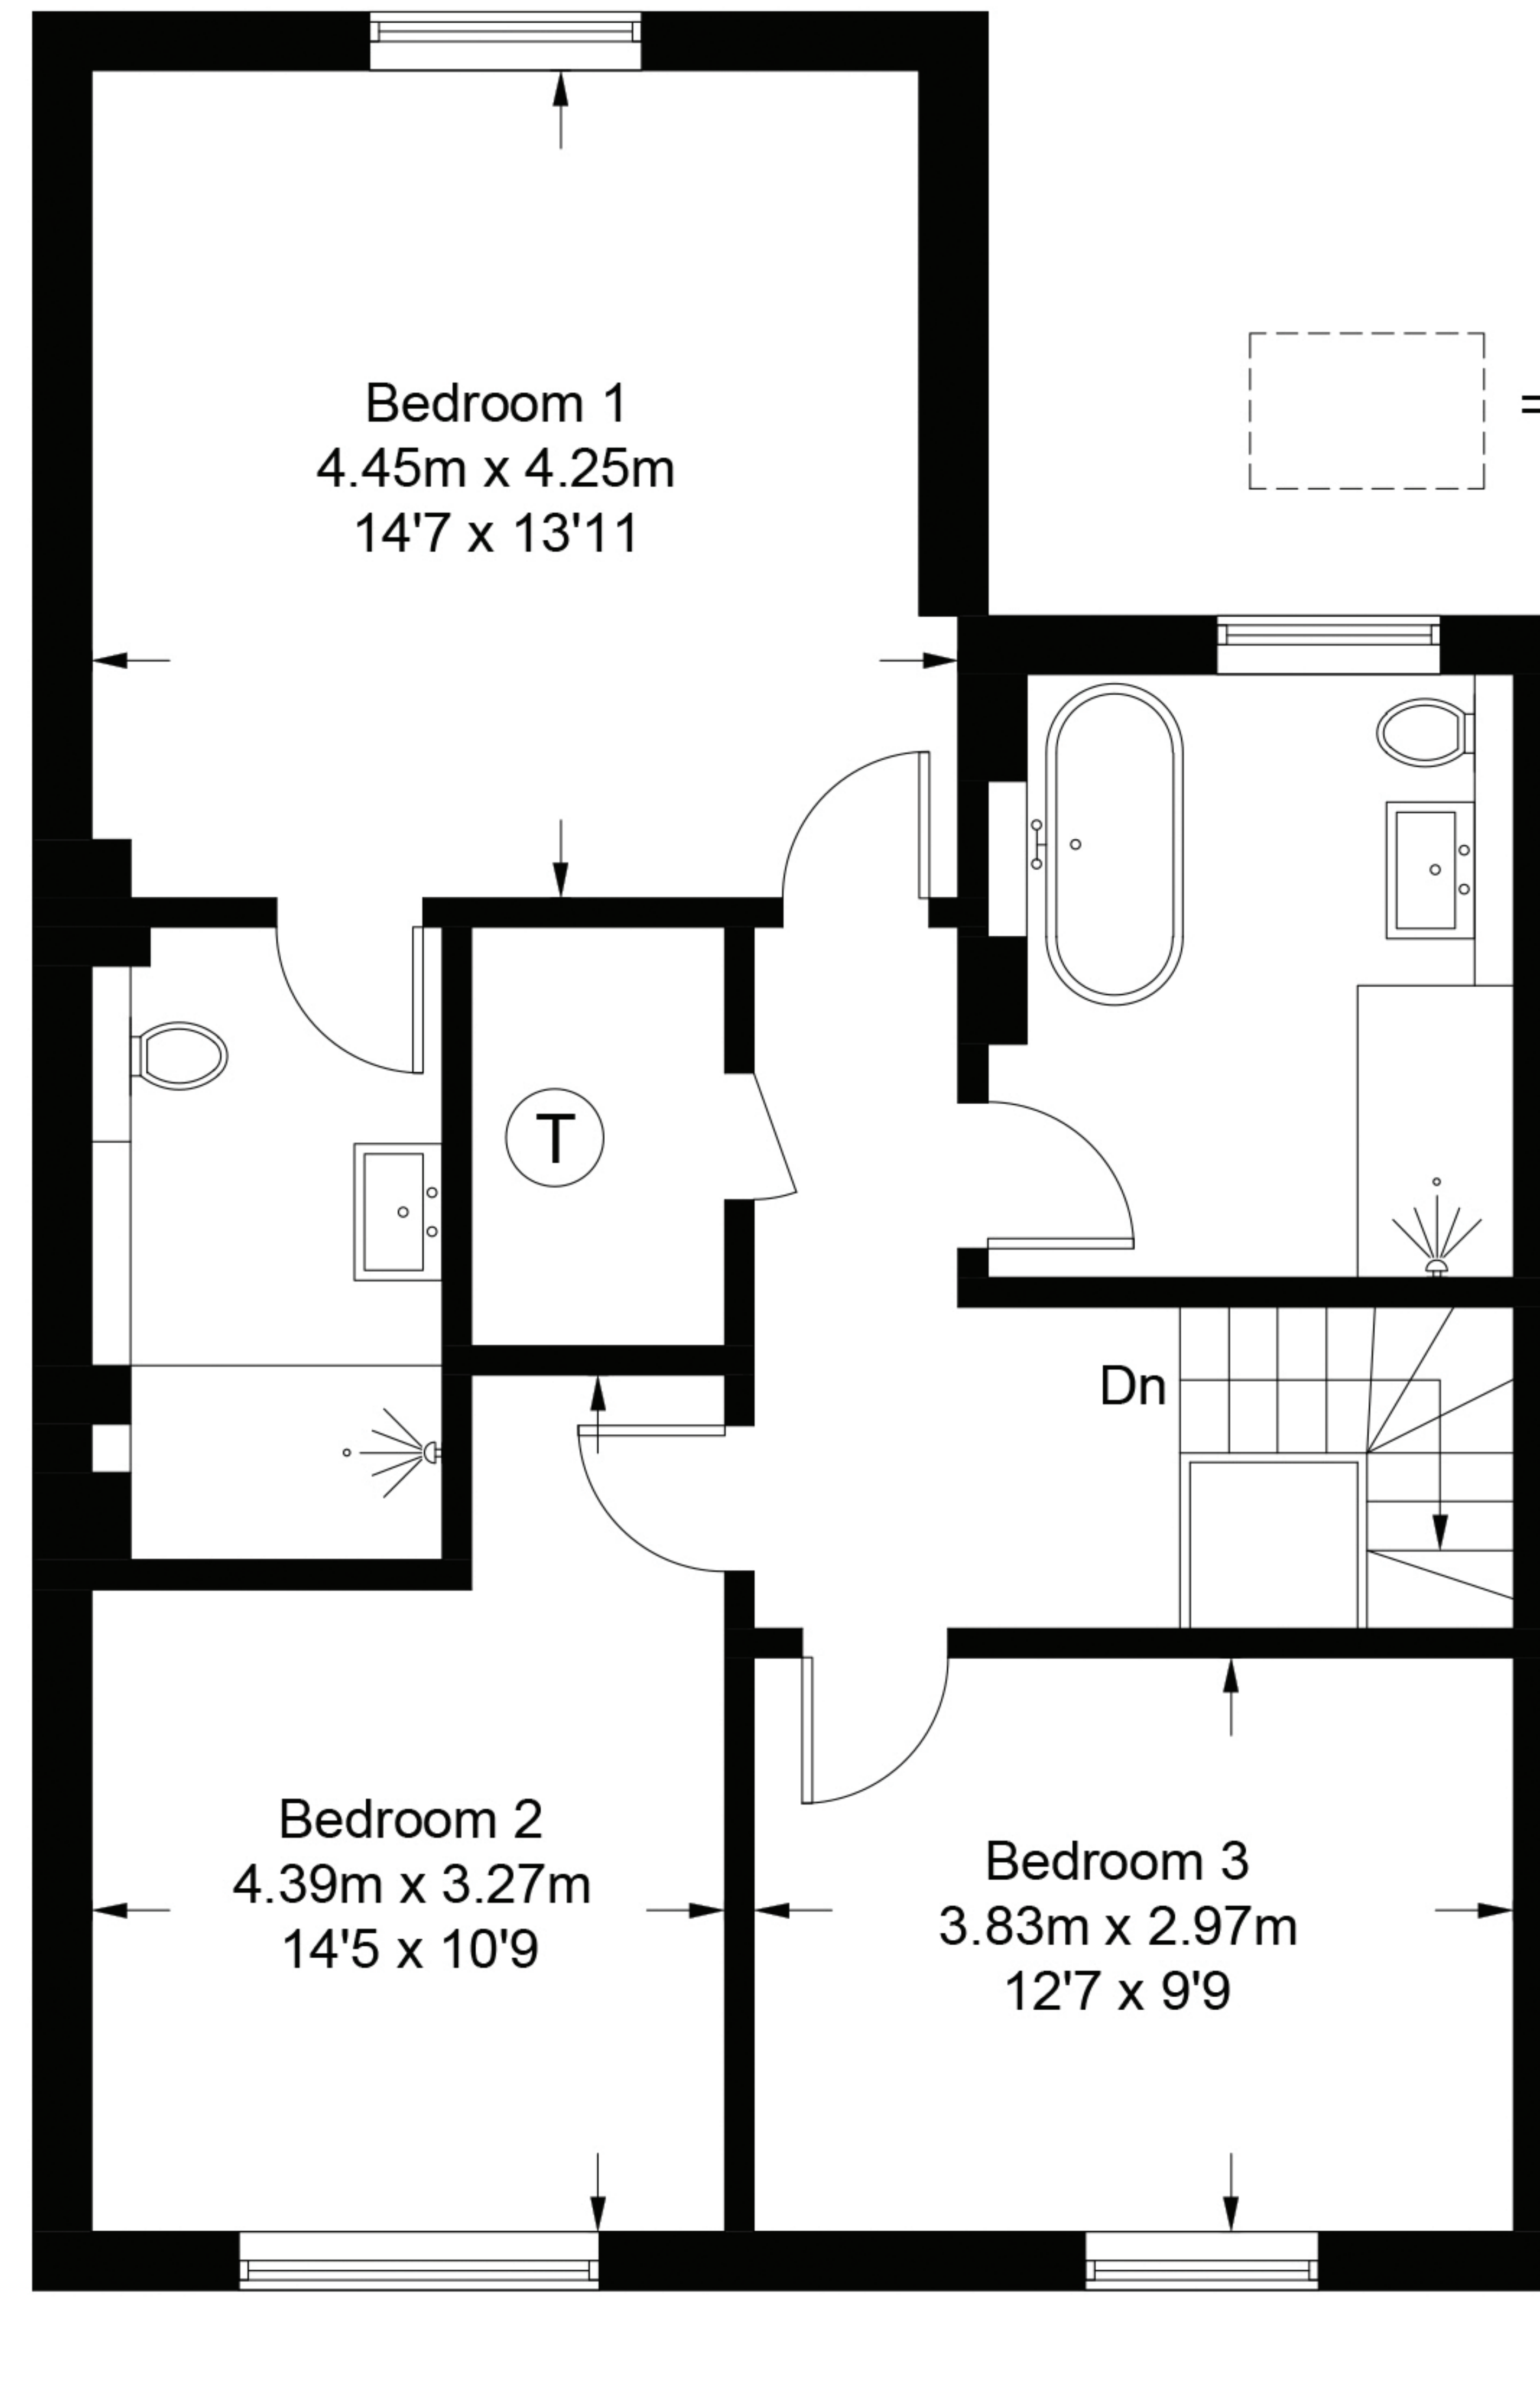 Bedroom 1
4.45m x 4.25m
14'7 x 13'11
=
T
Dn
Bedroom 2
4.39m x 3.27m
14'5 x 10'9
Bedroom 3
3.83m x 2.97m
12'7 x 9'9